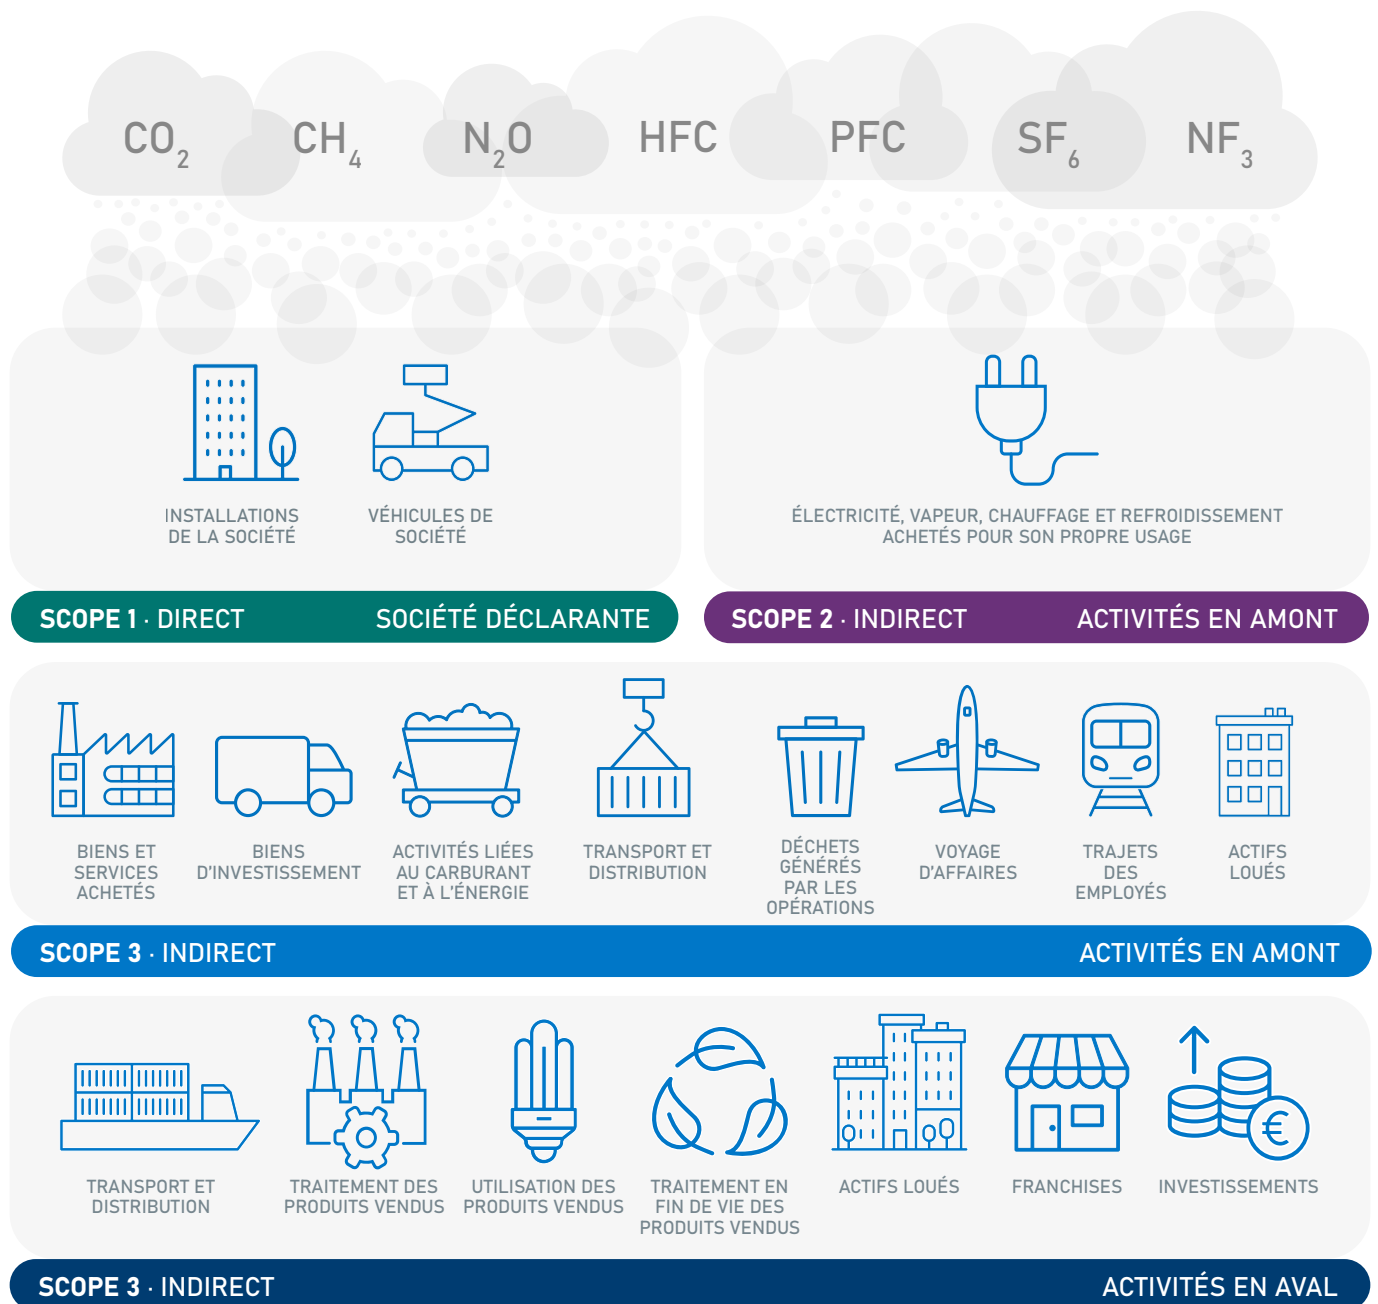 CO2 CH4 N2O HFC PFC SF6 NF3
INSTALLATIONS
DE LA SOCIÉTÉ
VÉHICULES DE
SOCIÉTÉ
ÉLECTRICITÉ, VAPEUR, CHAUFFAGE ET REFROIDISSEMENT
ACHETÉS POUR SON PROPRE USAGE
SCOPE 1 · DIRECT SOCIÉTÉ DÉCLARANTE
SCOPE 2 · INDIRECT ACTIVITÉS EN AMONT
BIENS ET
SERVICES
ACHETÉS
BIENS
D'INVESTISSEMENT
ACTIVITÉS LIÉES
AU CARBURANT
ET À L'ÉNERGIE
TRANSPORT ET
DISTRIBUTION
DÉCHETS
GÉNÉRÉS
PAR LES
OPÉRATIONS
VOYAGE
D'AFFAIRES
TRAJETS
DES
EMPLOYÉS
ACTIFS
LOUÉS
SCOPE 3 · INDIRECT ACTIVITÉS EN AMONT
€
TRANSPORT ET
DISTRIBUTION
TRAITEMENT DES
PRODUITS VENDUS
UTILISATION DES
PRODUITS VENDUS
TRAITEMENT EN
FIN DE VIE DES
PRODUITS VENDUS
ACTIFS LOUÉS
FRANCHISES
INVESTISSEMENTS
SCOPE 3 · INDIRECT ACTIVITÉS EN AVAL